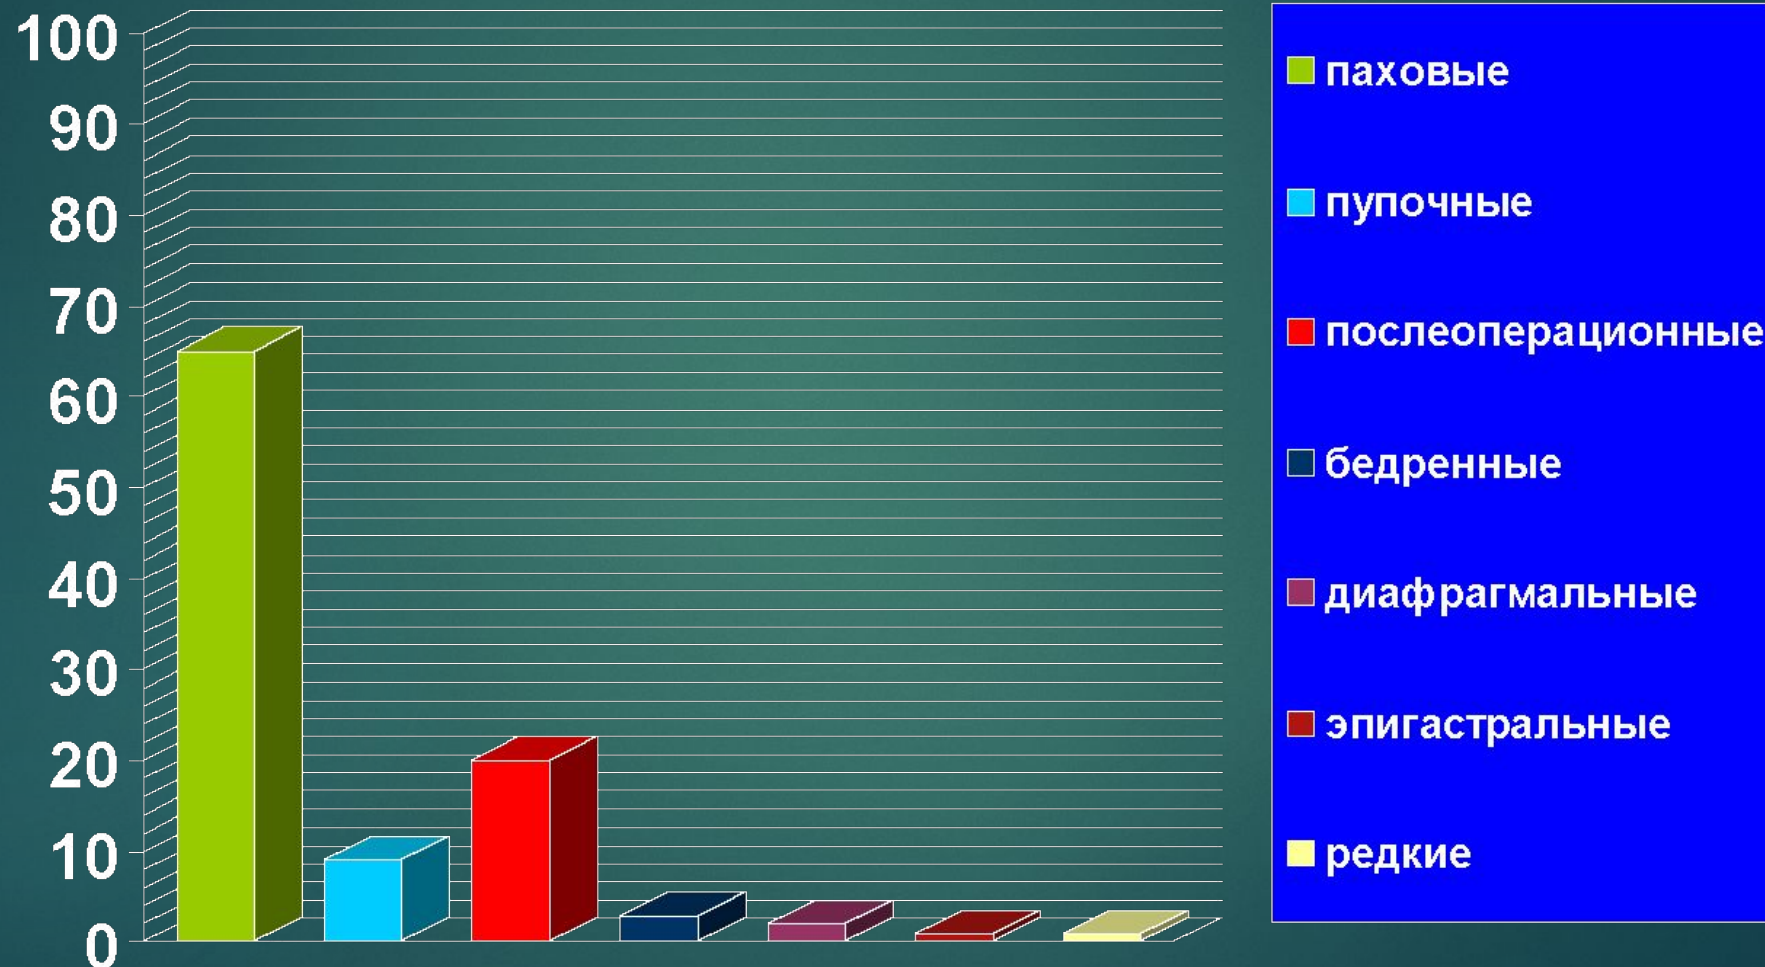 100
90
80
70
60
50
40
30
20
10
0
паховые
пупочные
послеоперационные
бедренные
диафрагмальные
эпигастральные
редкие